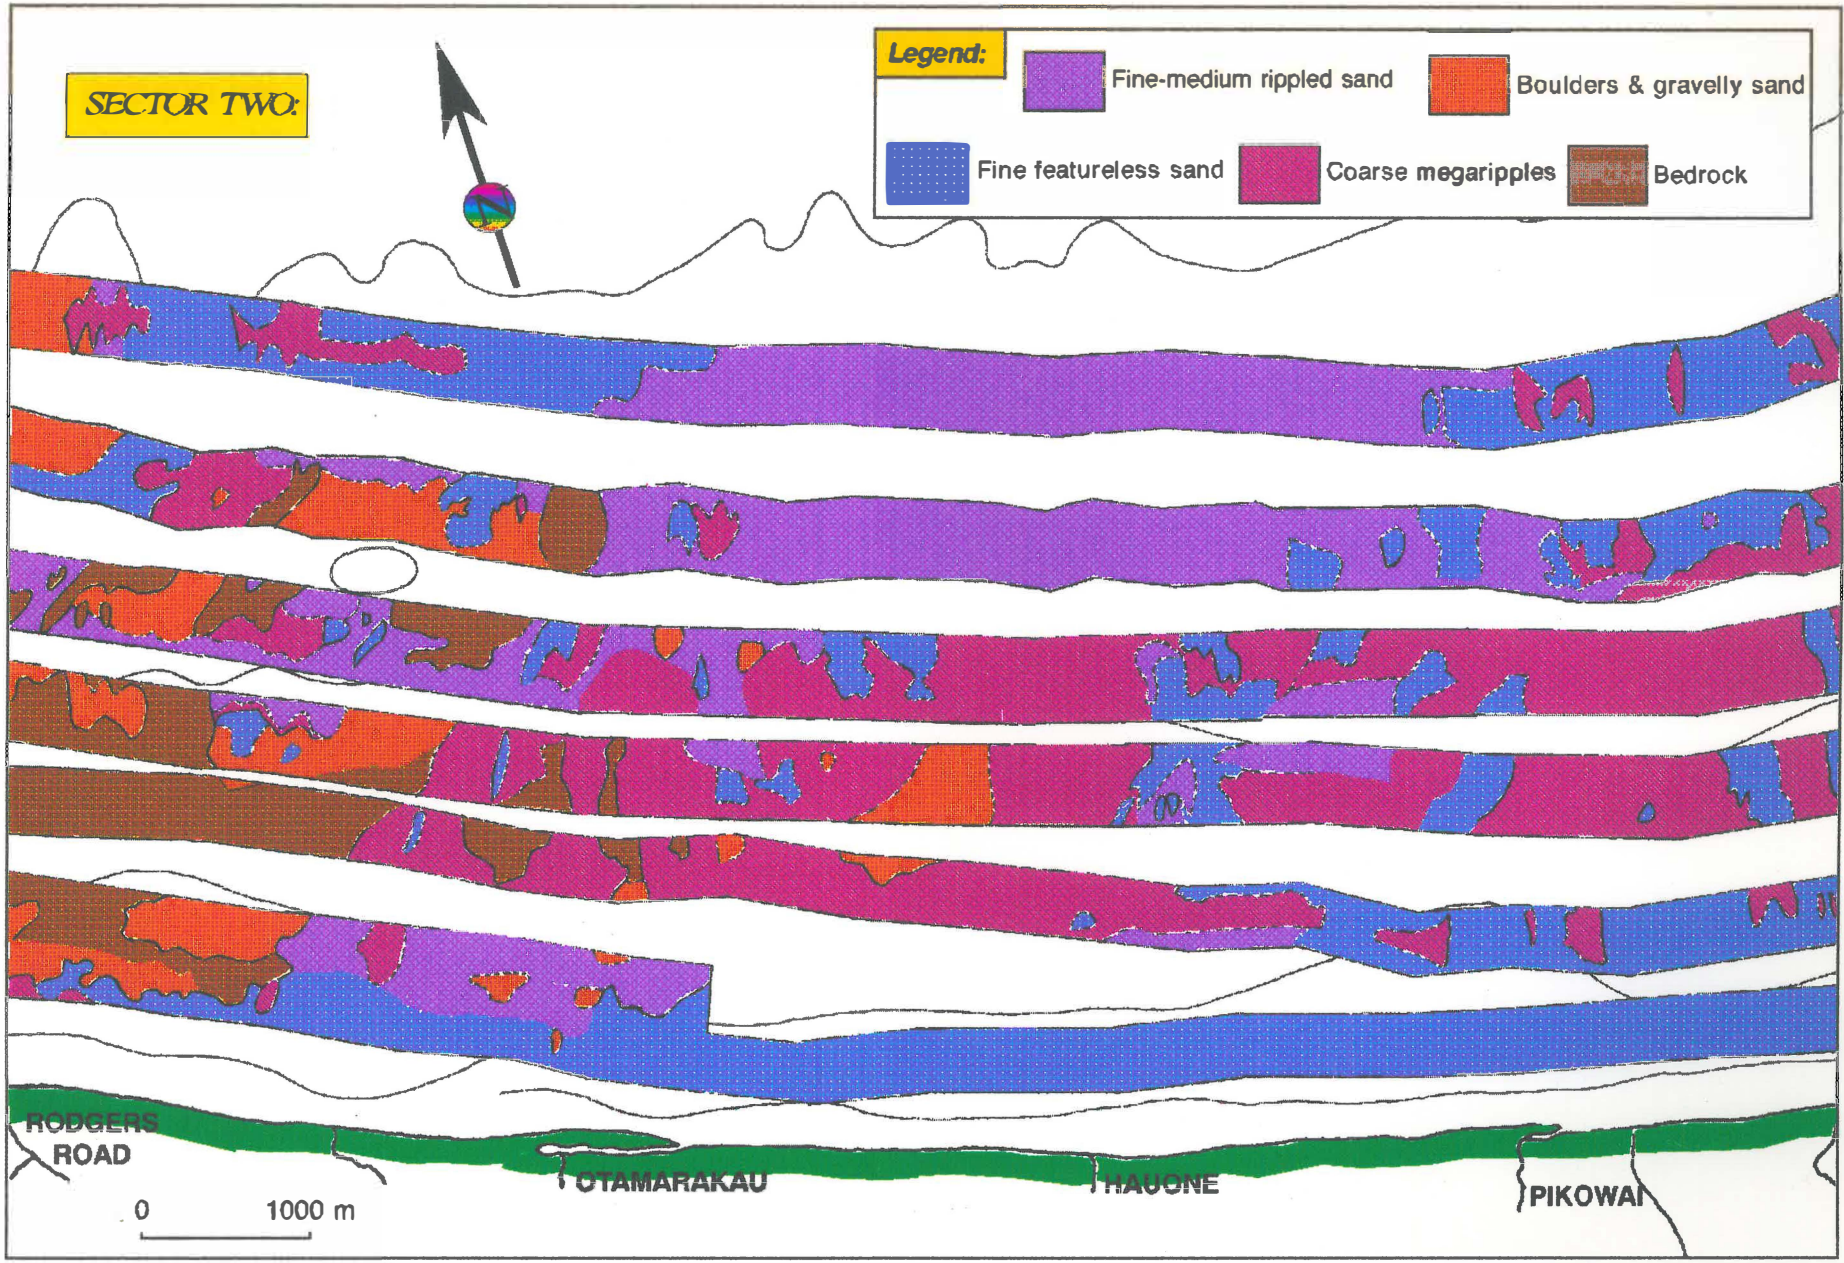 SECTOR TWO:
N
Legend:
Fine-medium rippled sand
Boulders & gravelly sand
Fine featureless sand
Coarse megaripples
Bedrock
RODGERS
ROAD
OTAMARAKAU
HAUONE
PIKOWAI
0 1000 m